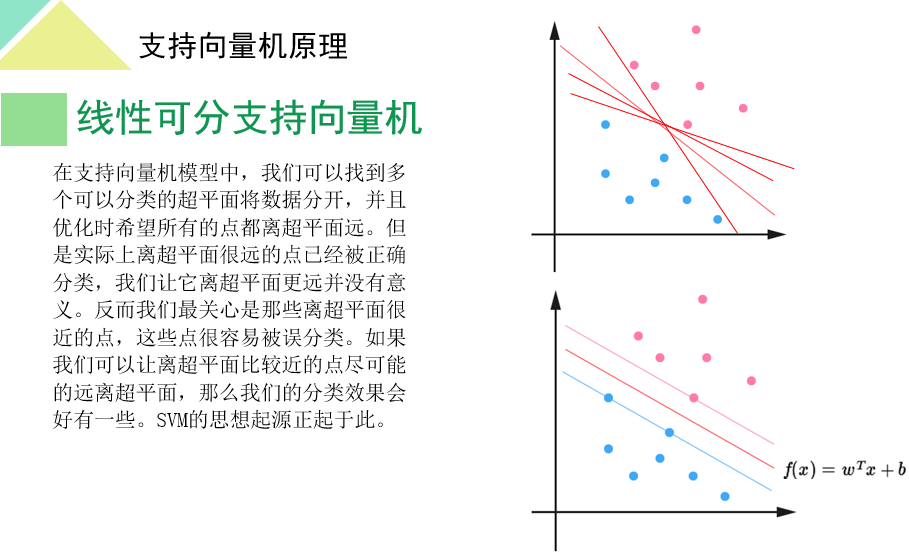 支持向量机原理
线性可分支持向量机
在支持向量机模型中，我们可以找到多
个可以分类的超平面将数据分开，并且
优化时希望所有的点都离超平面远。但
是实际上离超平面很远的点已经被正确
分类，我们让它离超平面更远并没有意
义。反而我们最关心是那些离超平面很
近的点，这些点很容易被误分类。如果
我们可以让离超平面比较近的点尽可能
的远离超平面，那么我们的分类效果会
好有一些。SVM的思想起源正起于此。
f(x) = wᵀx + b